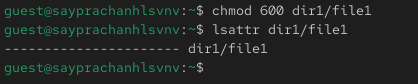 guest@sayprachanhlsvnv:~$ chmod 600 dir1/file1
guest@sayprachanhlsvnv:~$ lsattr dir1/file1
---------------------- dir1/file1
guest@sayprachanhlsvnv:~$